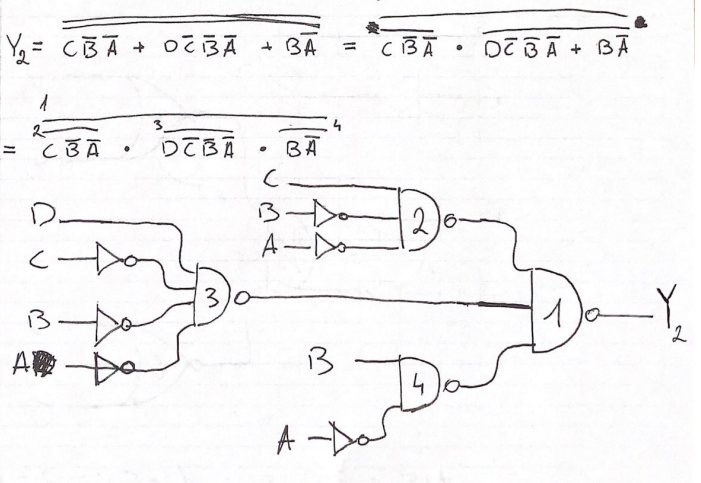 Y₂ = \overline{\overline{C\overline{B}\overline{A} + D\overline{C}\overline{B}\overline{A} + B\overline{A}}} = \overline{\overline{C\overline{B}\overline{A}} \cdot \overline{D\overline{C}\overline{B}\overline{A} + B\overline{A}}}
1
2 3 4
= \overline{\overline{C\overline{B}\overline{A}} \cdot \overline{D\overline{C}\overline{B}\overline{A}} \cdot \overline{B\overline{A}}}
C
D B 2
C A
3 1 Y₂
B
A B 4
A